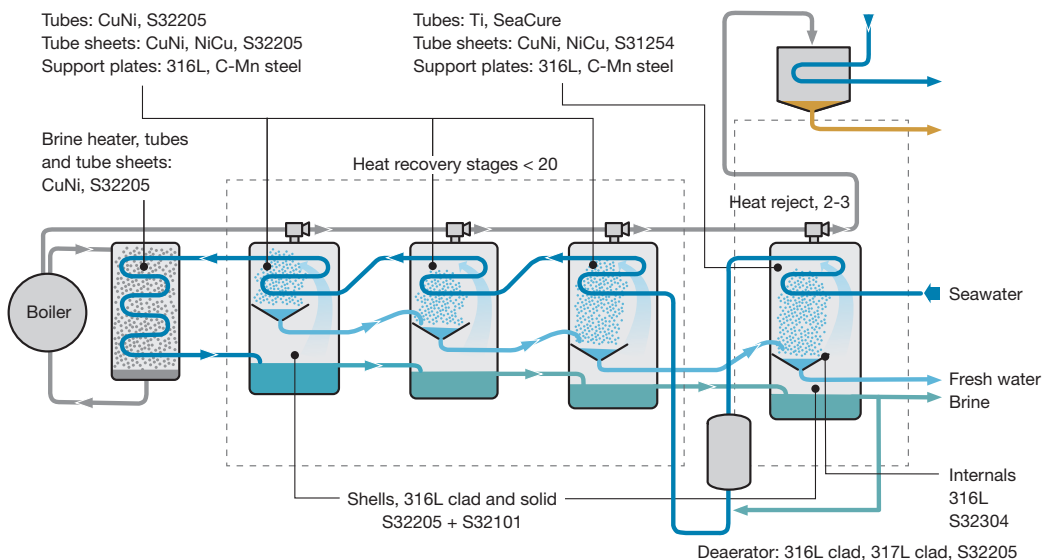 Tubes: CuNi, S32205
Tube sheets: CuNi, NiCu, S32205
Support plates: 316L, C-Mn steel
Tubes: Ti, SeaCure
Tube sheets: CuNi, NiCu, S31254
Support plates: 316L, C-Mn steel
Brine heater, tubes
and tube sheets:
CuNi, S32205
Heat recovery stages < 20
Heat reject, 2-3
Boiler
Seawater
Fresh water
Brine
Internals
316L
S32304
Shells, 316L clad and solid
S32205 + S32101
Deaerator: 316L clad, 317L clad, S32205